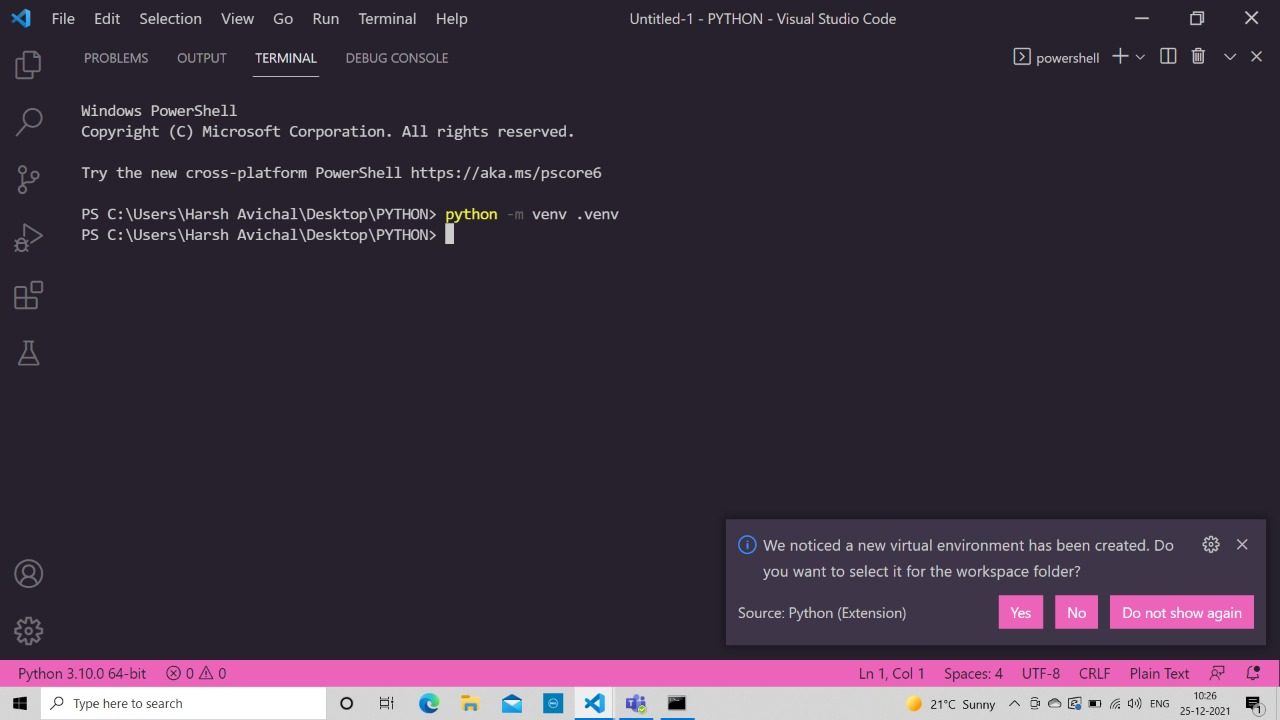 File Edit Selection View Go Run Terminal Help
Untitled-1 - PYTHON - Visual Studio Code
PROBLEMS OUTPUT TERMINAL DEBUG CONSOLE
powershell
Windows PowerShell
Copyright (C) Microsoft Corporation. All rights reserved.
Try the new cross-platform PowerShell https://aka.ms/pscore6
PS C:\Users\Harsh Avichal\Desktop\PYTHON> python -m venv .venv
PS C:\Users\Harsh Avichal\Desktop\PYTHON>
We noticed a new virtual environment has been created. Do
you want to select it for the workspace folder?
Source: Python (Extension)
Yes No Do not show again
Python 3.10.0 64-bit 0 0
Ln 1, Col 1 Spaces: 4 UTF-8 CRLF Plain Text
Type here to search
21°C Sunny
ENG
10:26
25-12-2021
1